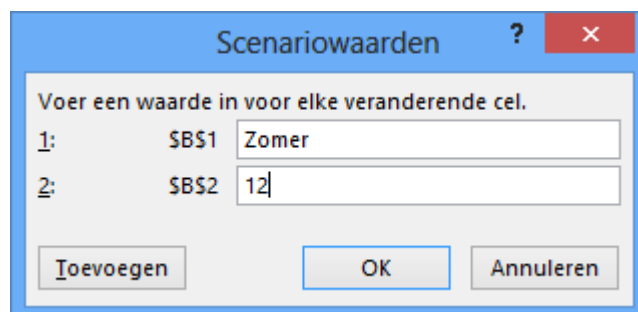 Scenariowaarden ? ×
Voer een waarde in voor elke veranderende cel.
1: $B$1 Zomer
2: $B$2 12
Toevoegen OK Annuleren